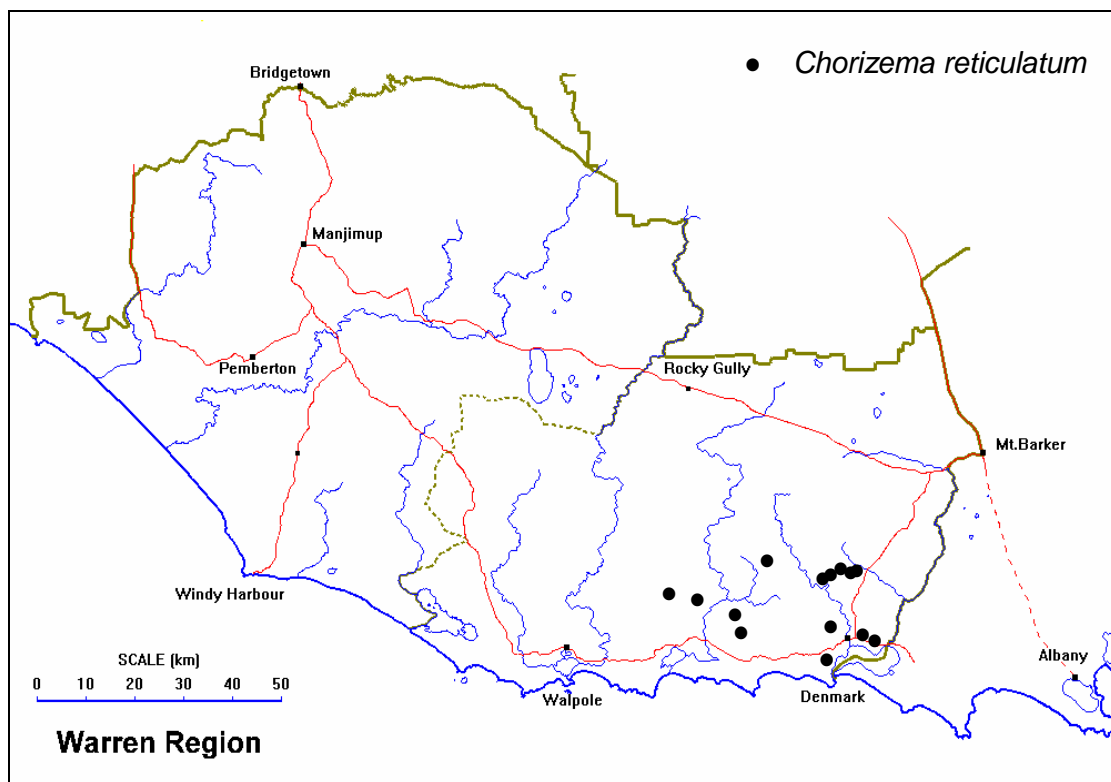 Chorizema reticulatum
Bridgetown
Manjimup
Pemberton
Rocky Gully
Mt.Barker
Windy Harbour
SCALE (km)
0 10 20 30 40 50
Walpole
Denmark
Albany
Warren Region